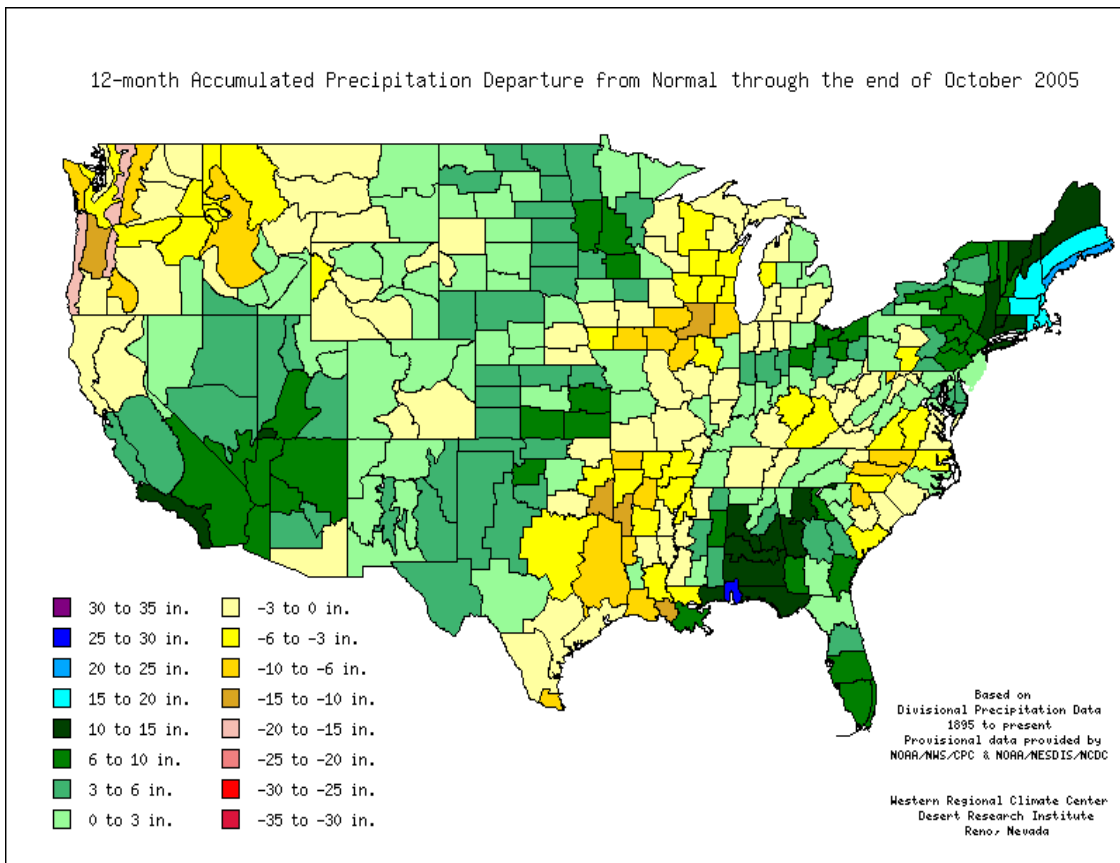 12-month Accumulated Precipitation Departure from Normal through the end of October 2005
30 to 35 in.
25 to 30 in.
20 to 25 in.
15 to 20 in.
10 to 15 in.
6 to 10 in.
3 to 6 in.
0 to 3 in.
-3 to 0 in.
-6 to -3 in.
-10 to -6 in.
-15 to -10 in.
-20 to -15 in.
-25 to -20 in.
-30 to -25 in.
-35 to -30 in.
Based on
Divisional Precipitation Data
1895 to present
Provisional data provided by
NOAA/NWS/CPC & NOAA/NESDIS/NCDC
Western Regional Climate Center
Desert Research Institute
Reno, Nevada